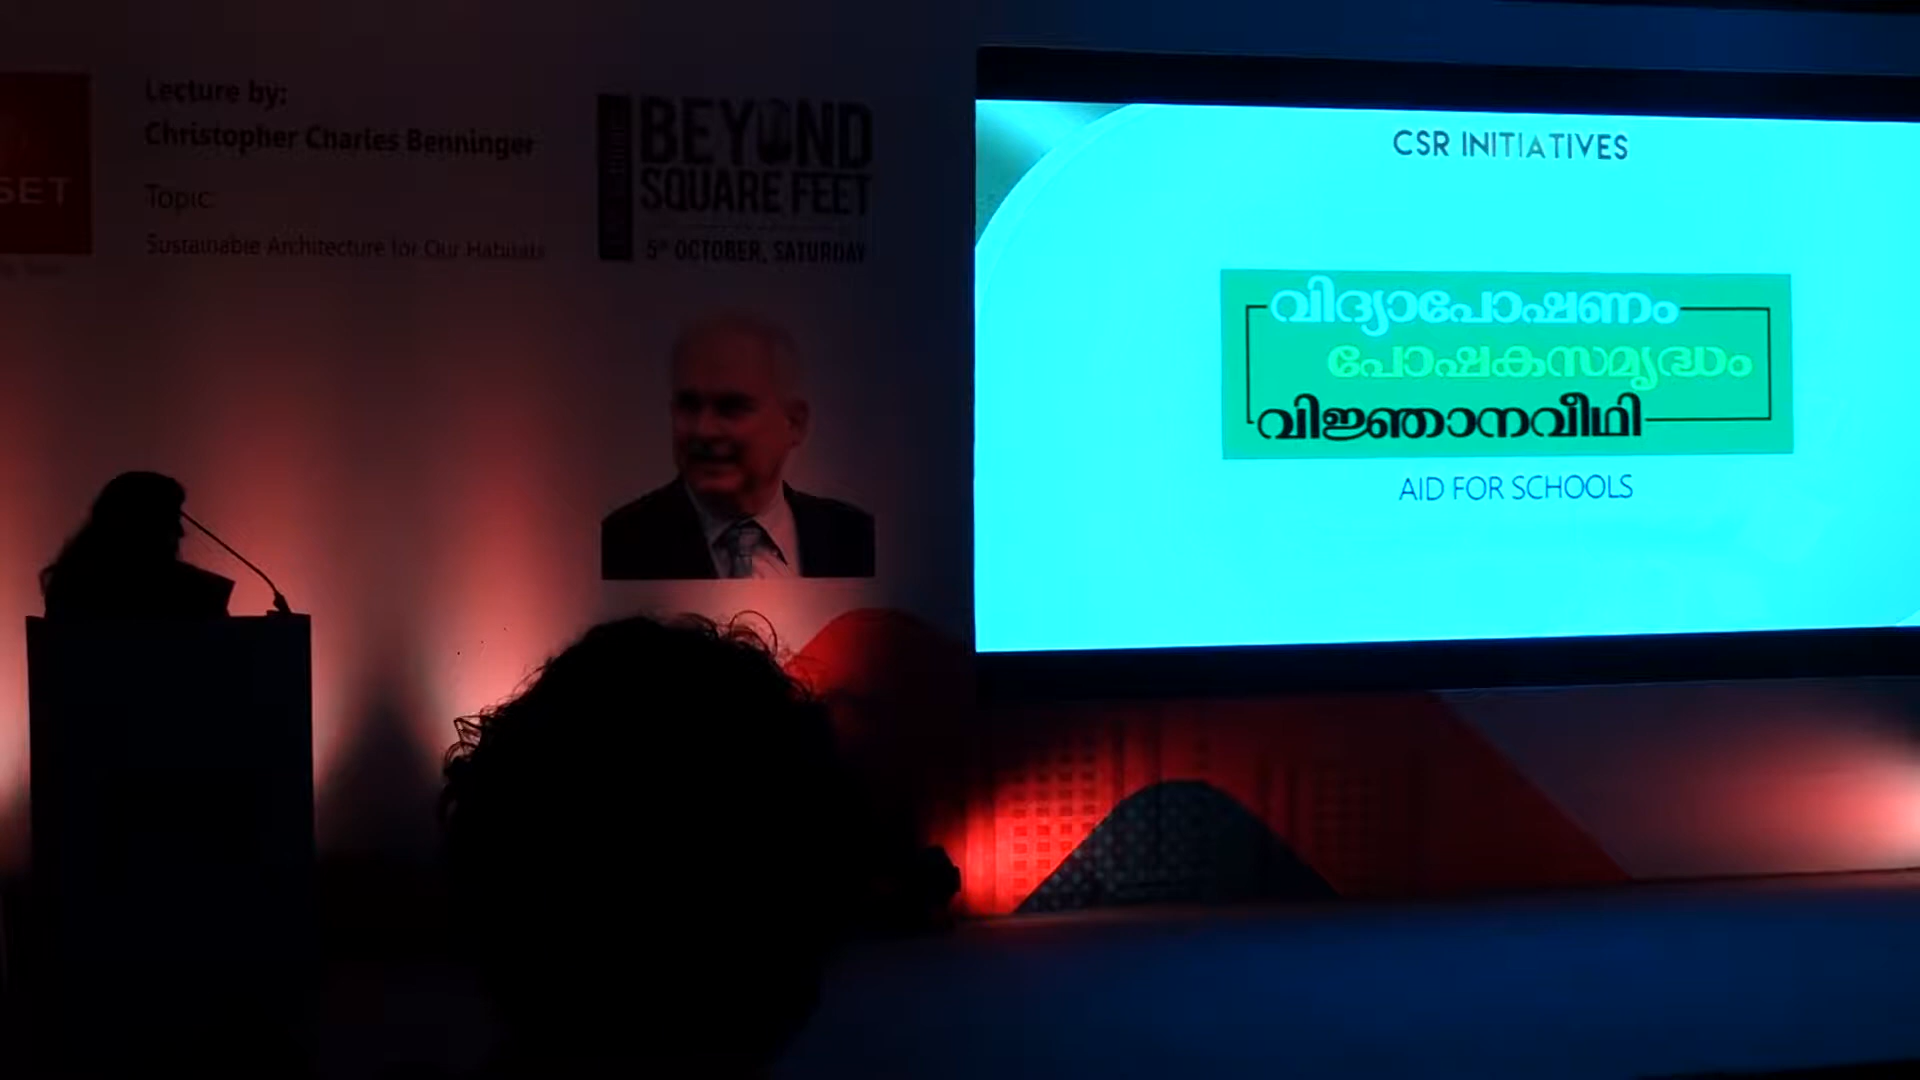 SET
Lecture by:
Christopher Charles Benninger
Topic:
Sustainable Architecture for Our Habitats
BEYOND
SQUARE FEET
5th OCTOBER, SATURDAY
CSR INITIATIVES
വിദ്യാപോഷണം
പോഷകസമൃദ്ധം
വിജ്ഞാനവീഥി
AID FOR SCHOOLS